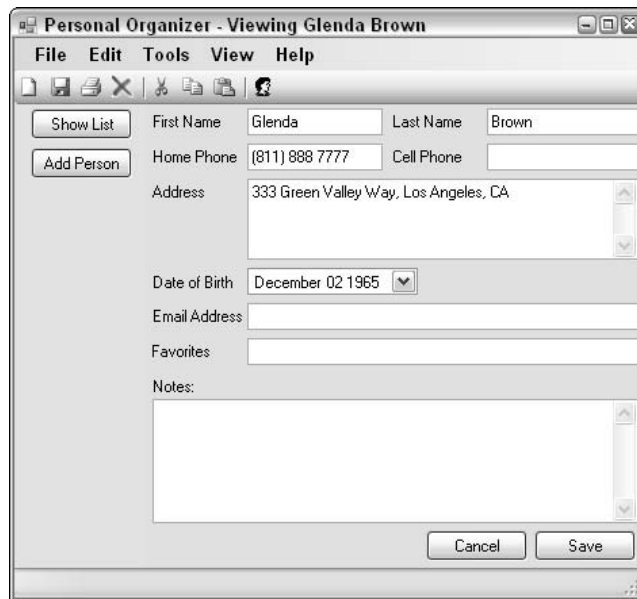 Personal Organizer - Viewing Glenda Brown
File Edit Tools View Help
Show List
Add Person
First Name Glenda Last Name Brown
Home Phone (811) 888 7777 Cell Phone
Address 333 Green Valley Way, Los Angeles, CA
Date of Birth December 02 1965
Email Address
Favorites
Notes:
Cancel Save